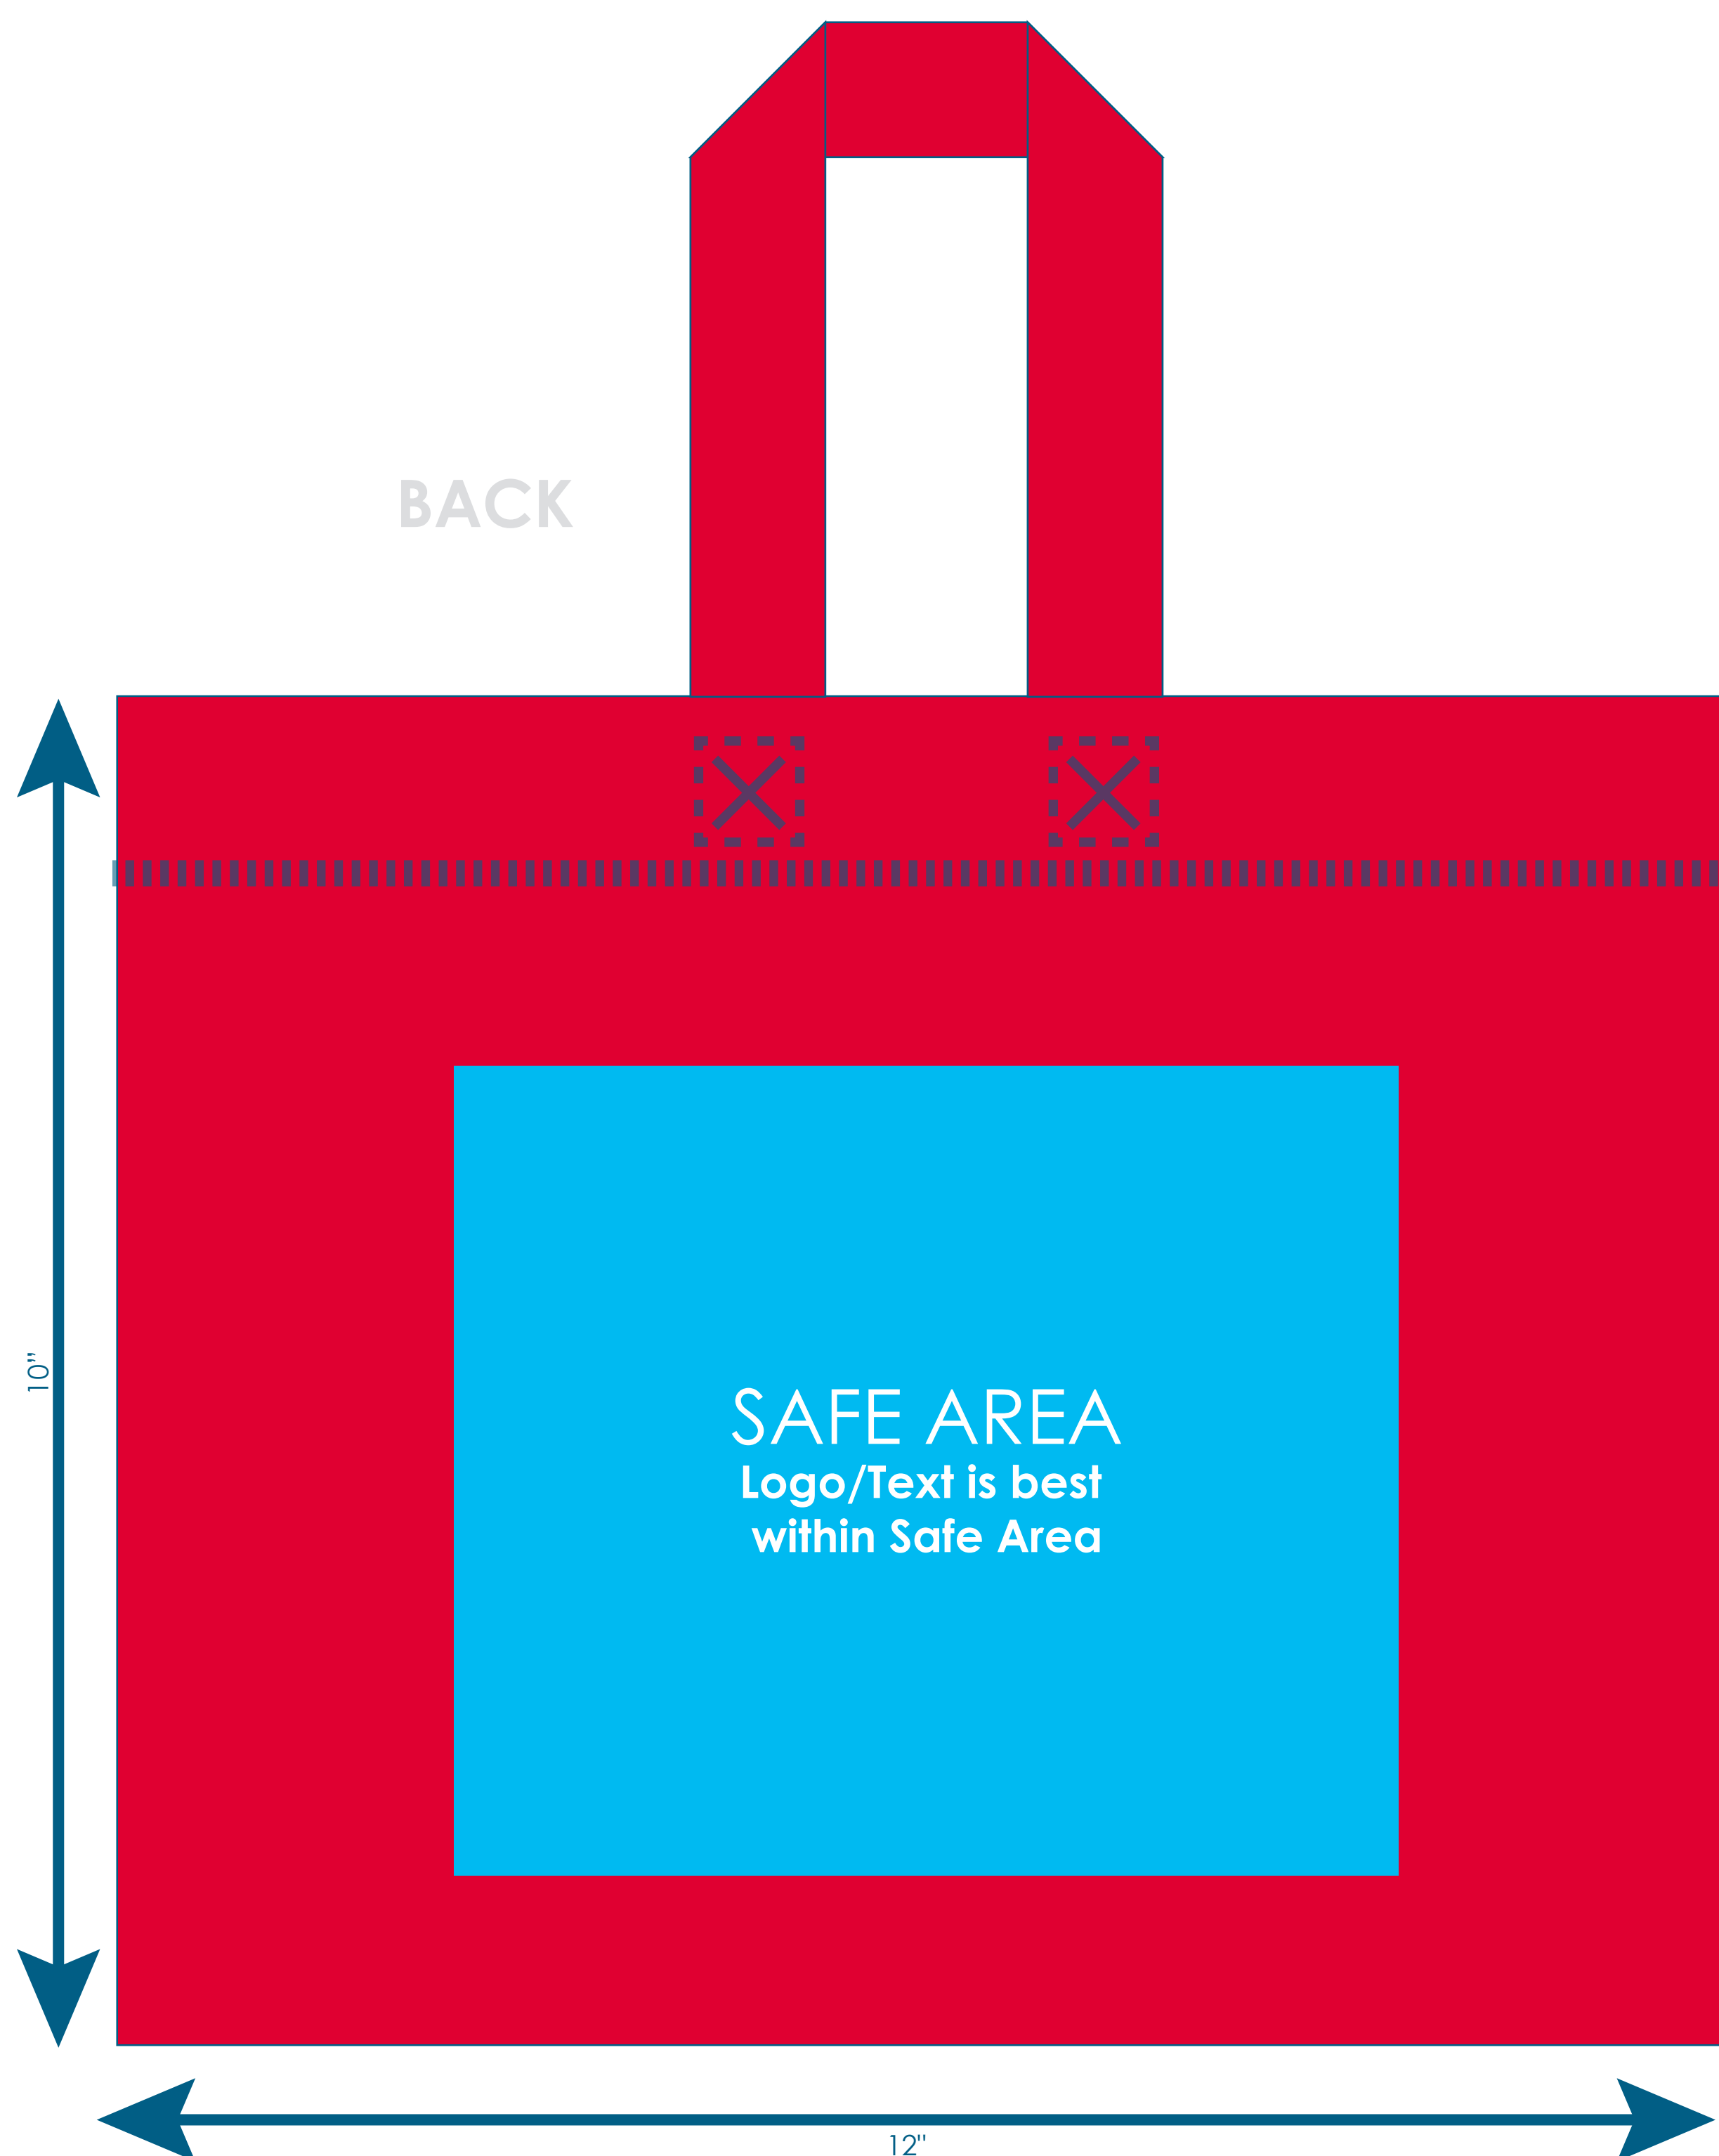 BACK
10"
SAFE AREA
Logo/Text is best
within Safe Area
12"